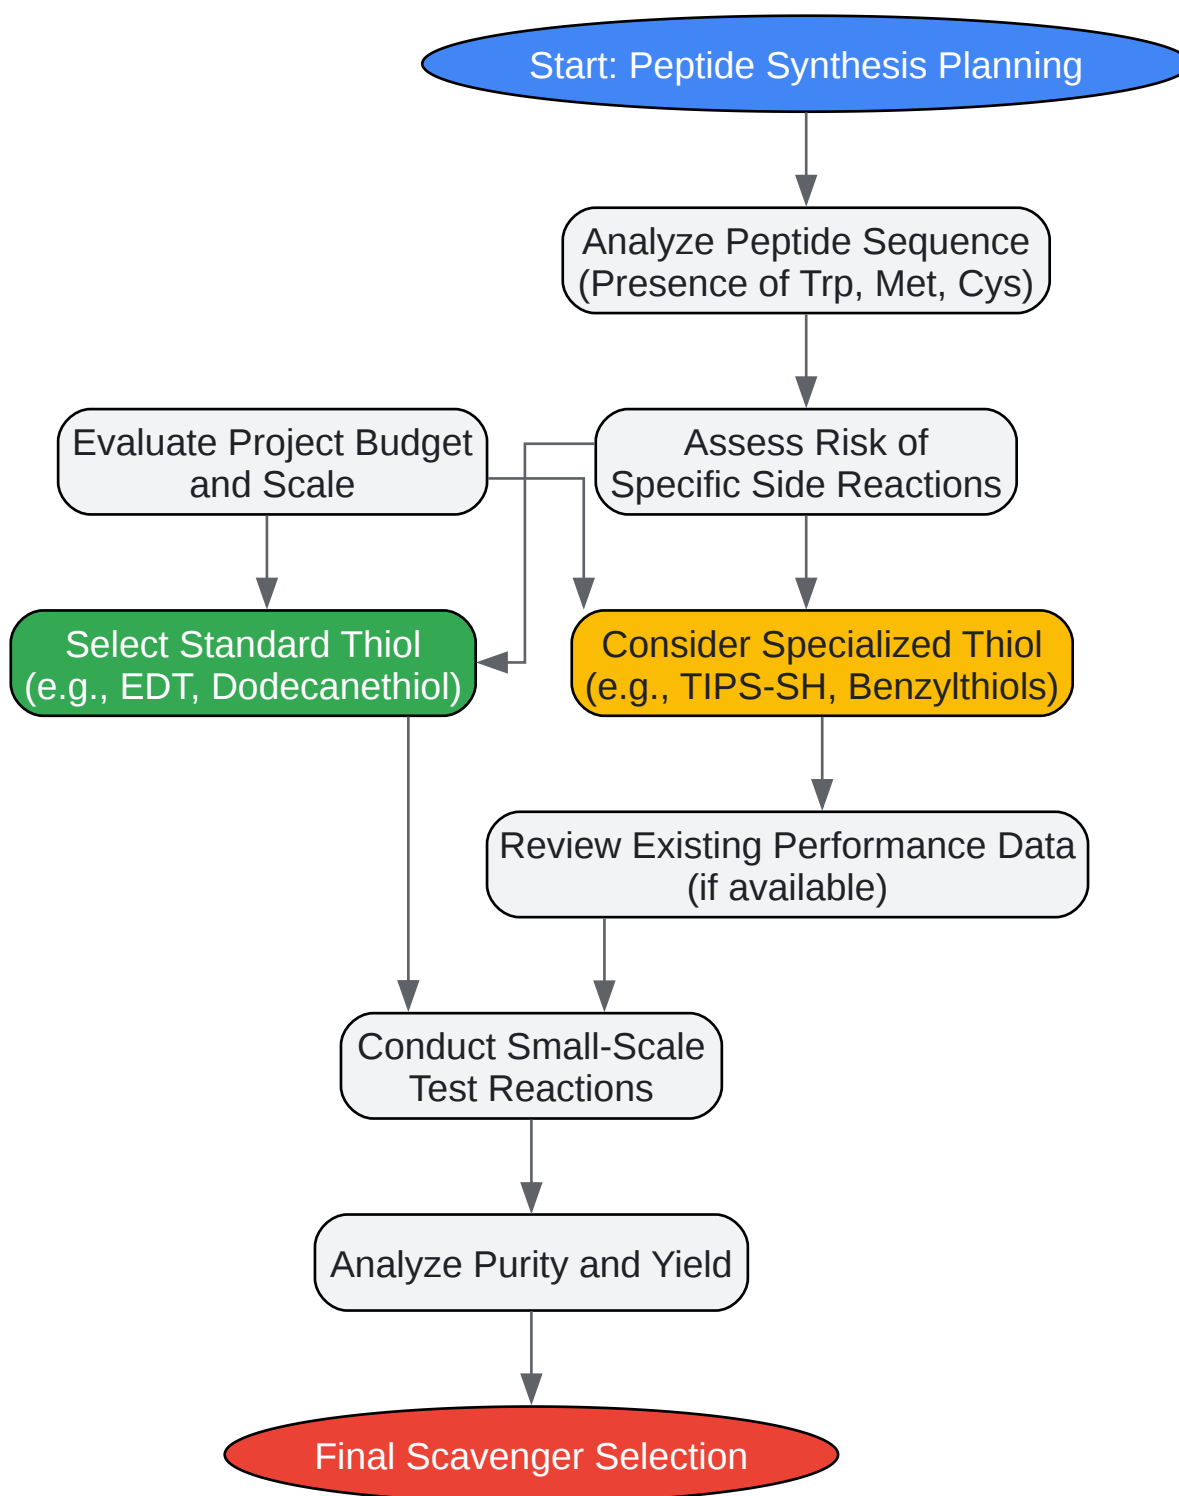 Start: Peptide Synthesis Planning
Analyze Peptide Sequence
(Presence of Trp, Met, Cys)
Evaluate Project Budget
and Scale
Assess Risk of
Specific Side Reactions
Select Standard Thiol
(e.g., EDT, Dodecanethiol)
Consider Specialized Thiol
(e.g., TIPS-SH, Benzylthiols)
Review Existing Performance Data
(if available)
Conduct Small-Scale
Test Reactions
Analyze Purity and Yield
Final Scavenger Selection